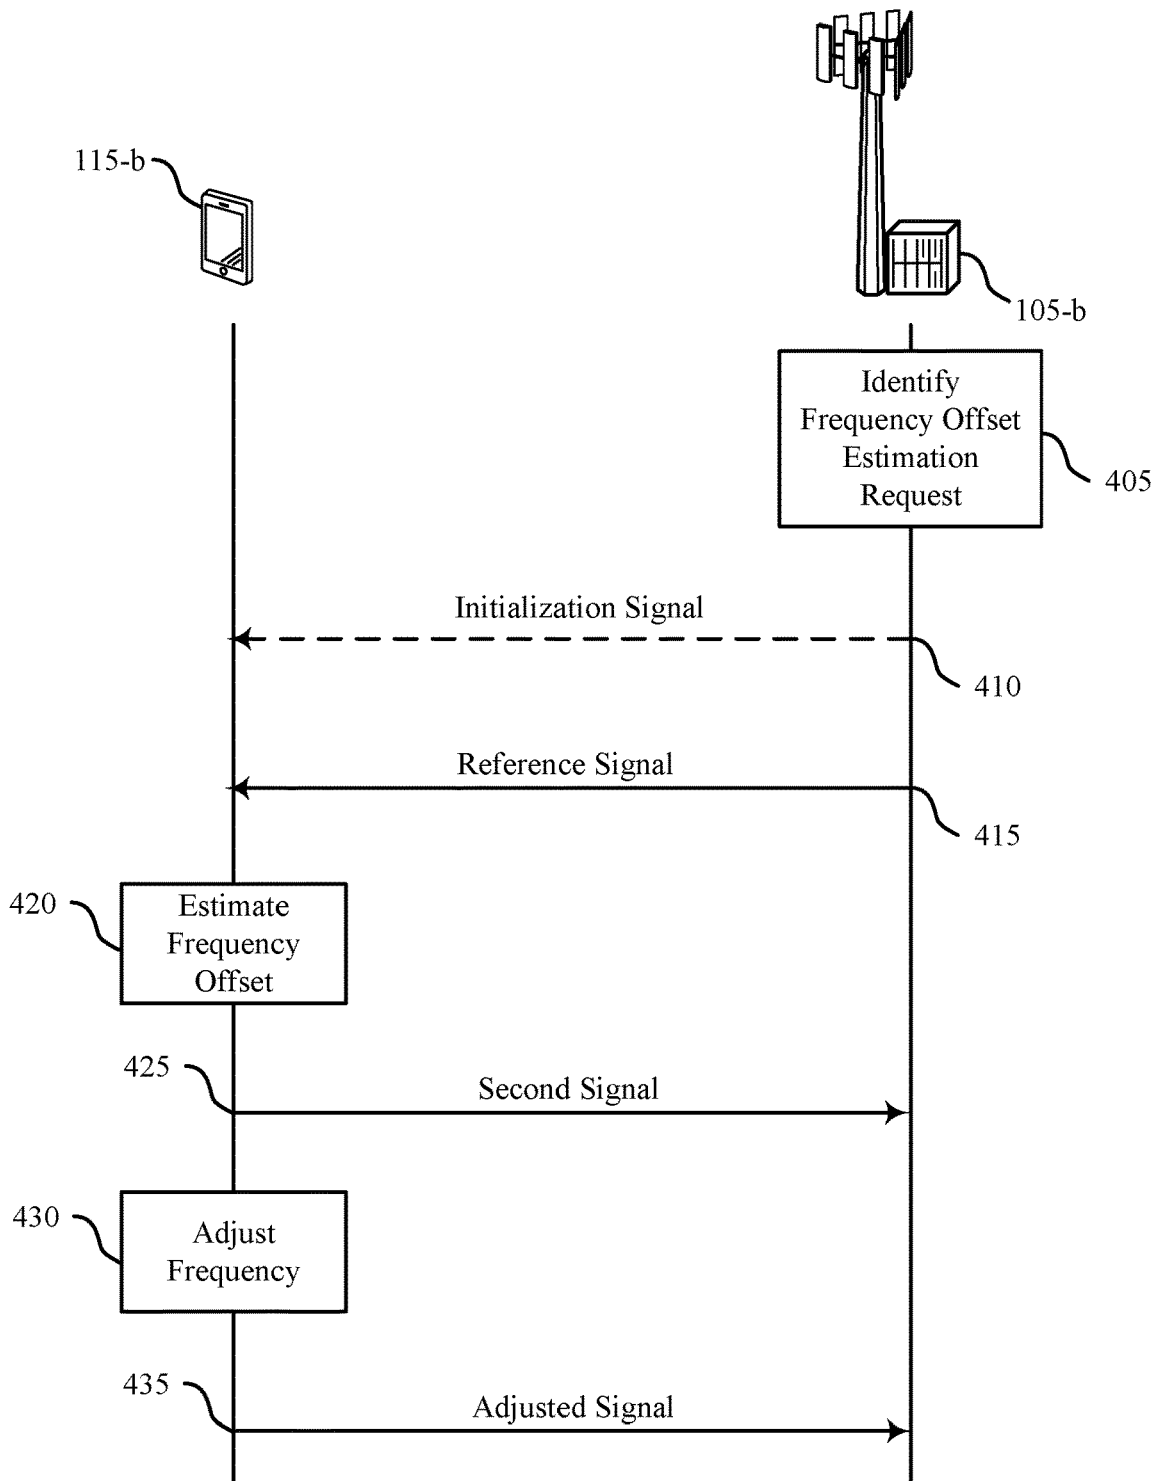 115-b
105-b
Identify
Frequency Offset
Estimation
Request
405
Initialization Signal
410
Reference Signal
415
420
Estimate
Frequency
Offset
425
Second Signal
430
Adjust
Frequency
435
Adjusted Signal